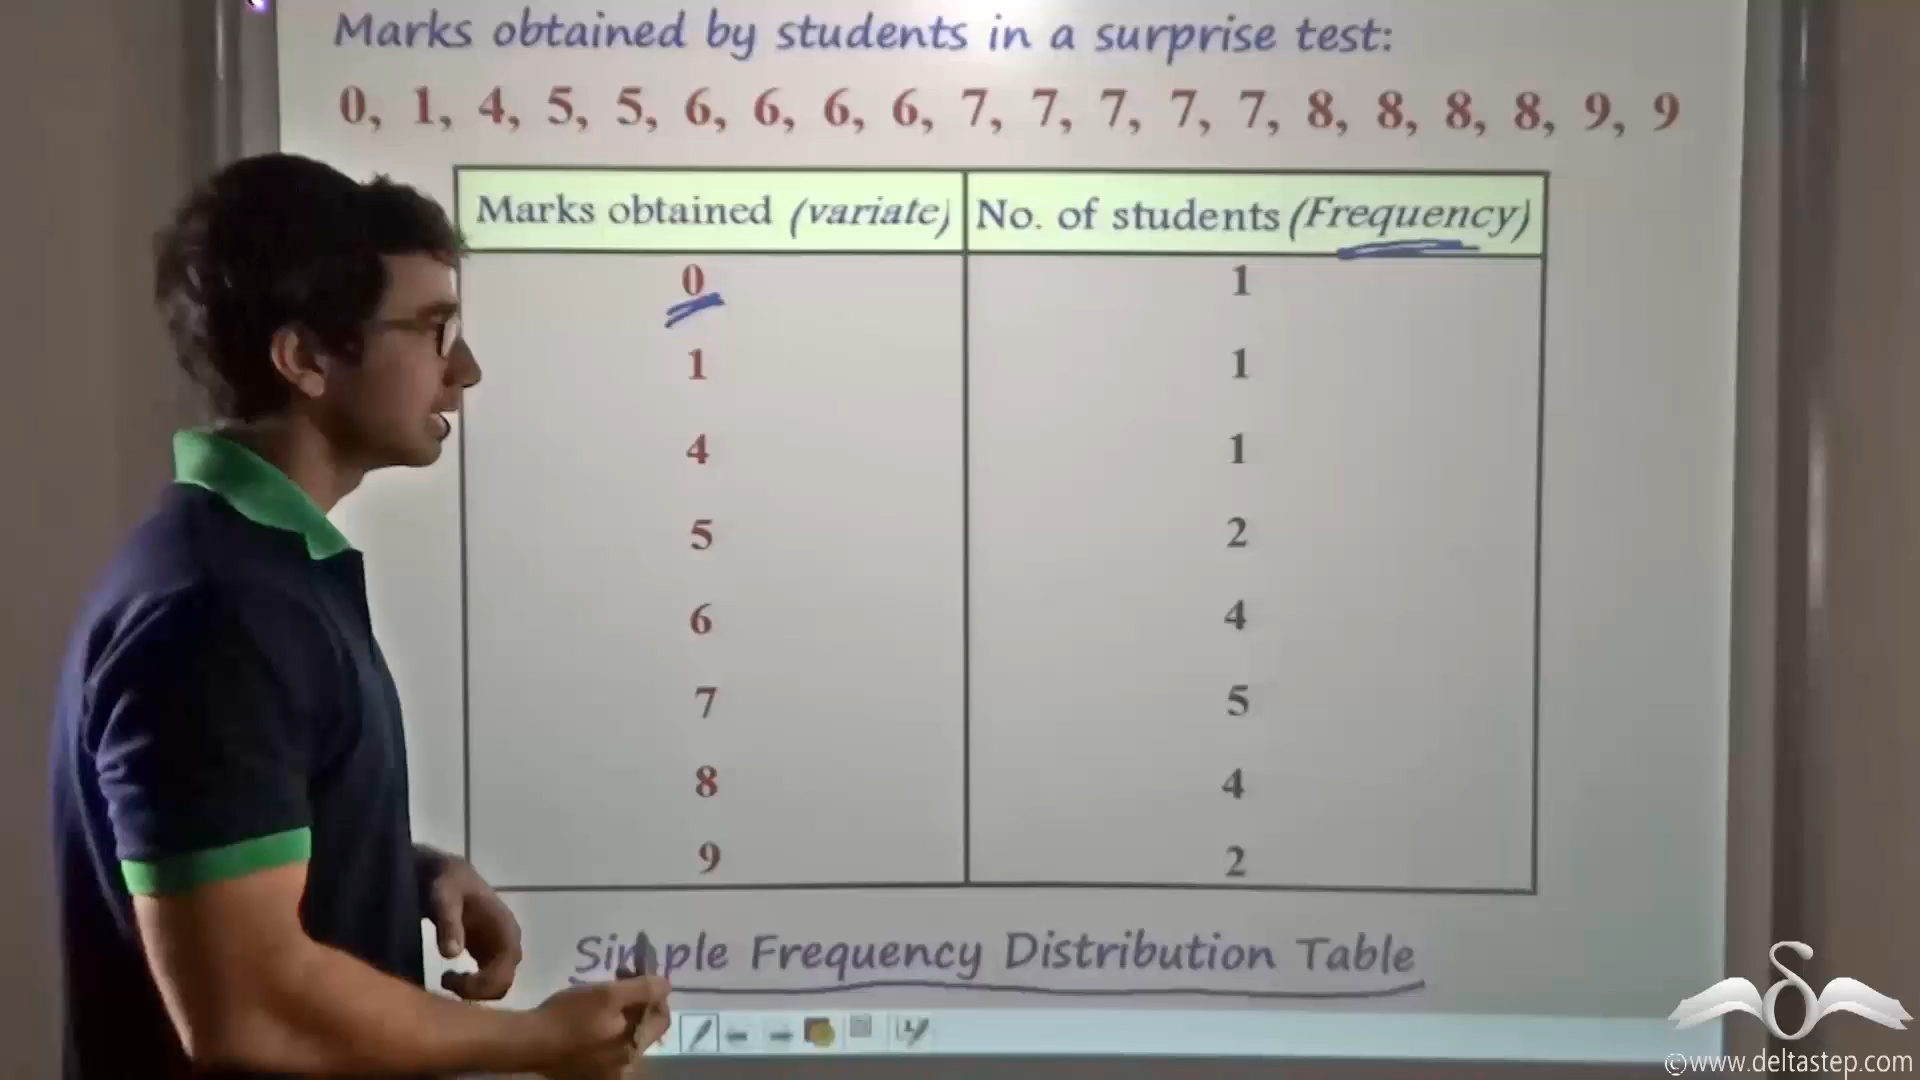 Marks obtained by students in a surprise test:
0, 1, 4, 5, 5, 6, 6, 6, 6, 7, 7, 7, 7, 7, 8, 8, 8, 8, 9, 9
Marks obtained (variate) No. of students (Frequency)
0 1
1 1
4 1
5 2
6 4
7 5
8 4
9 2
Simple Frequency Distribution Table
©www.deltastep.com